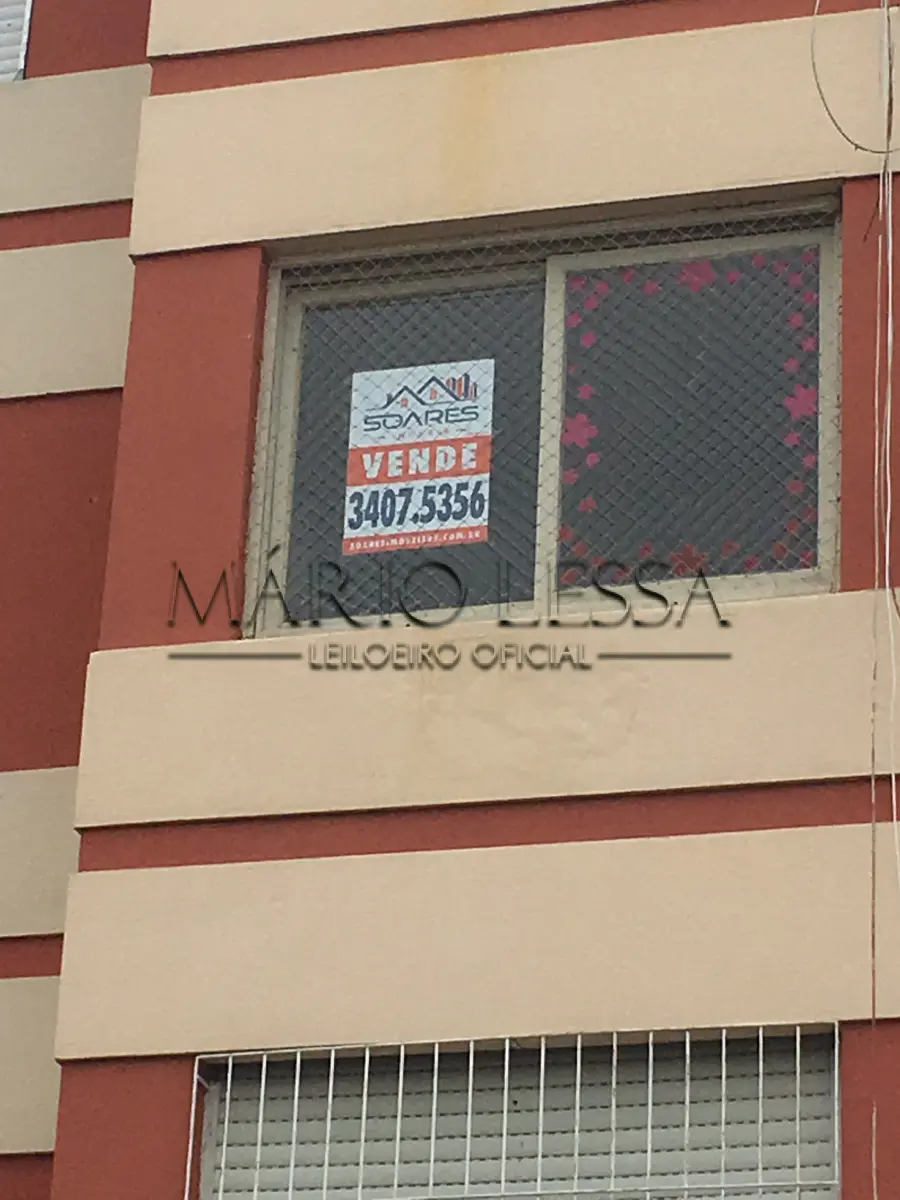 SOARES
VENDE
3407.5356
MÁRIO LESSA
LEILOEIRO OFICIAL